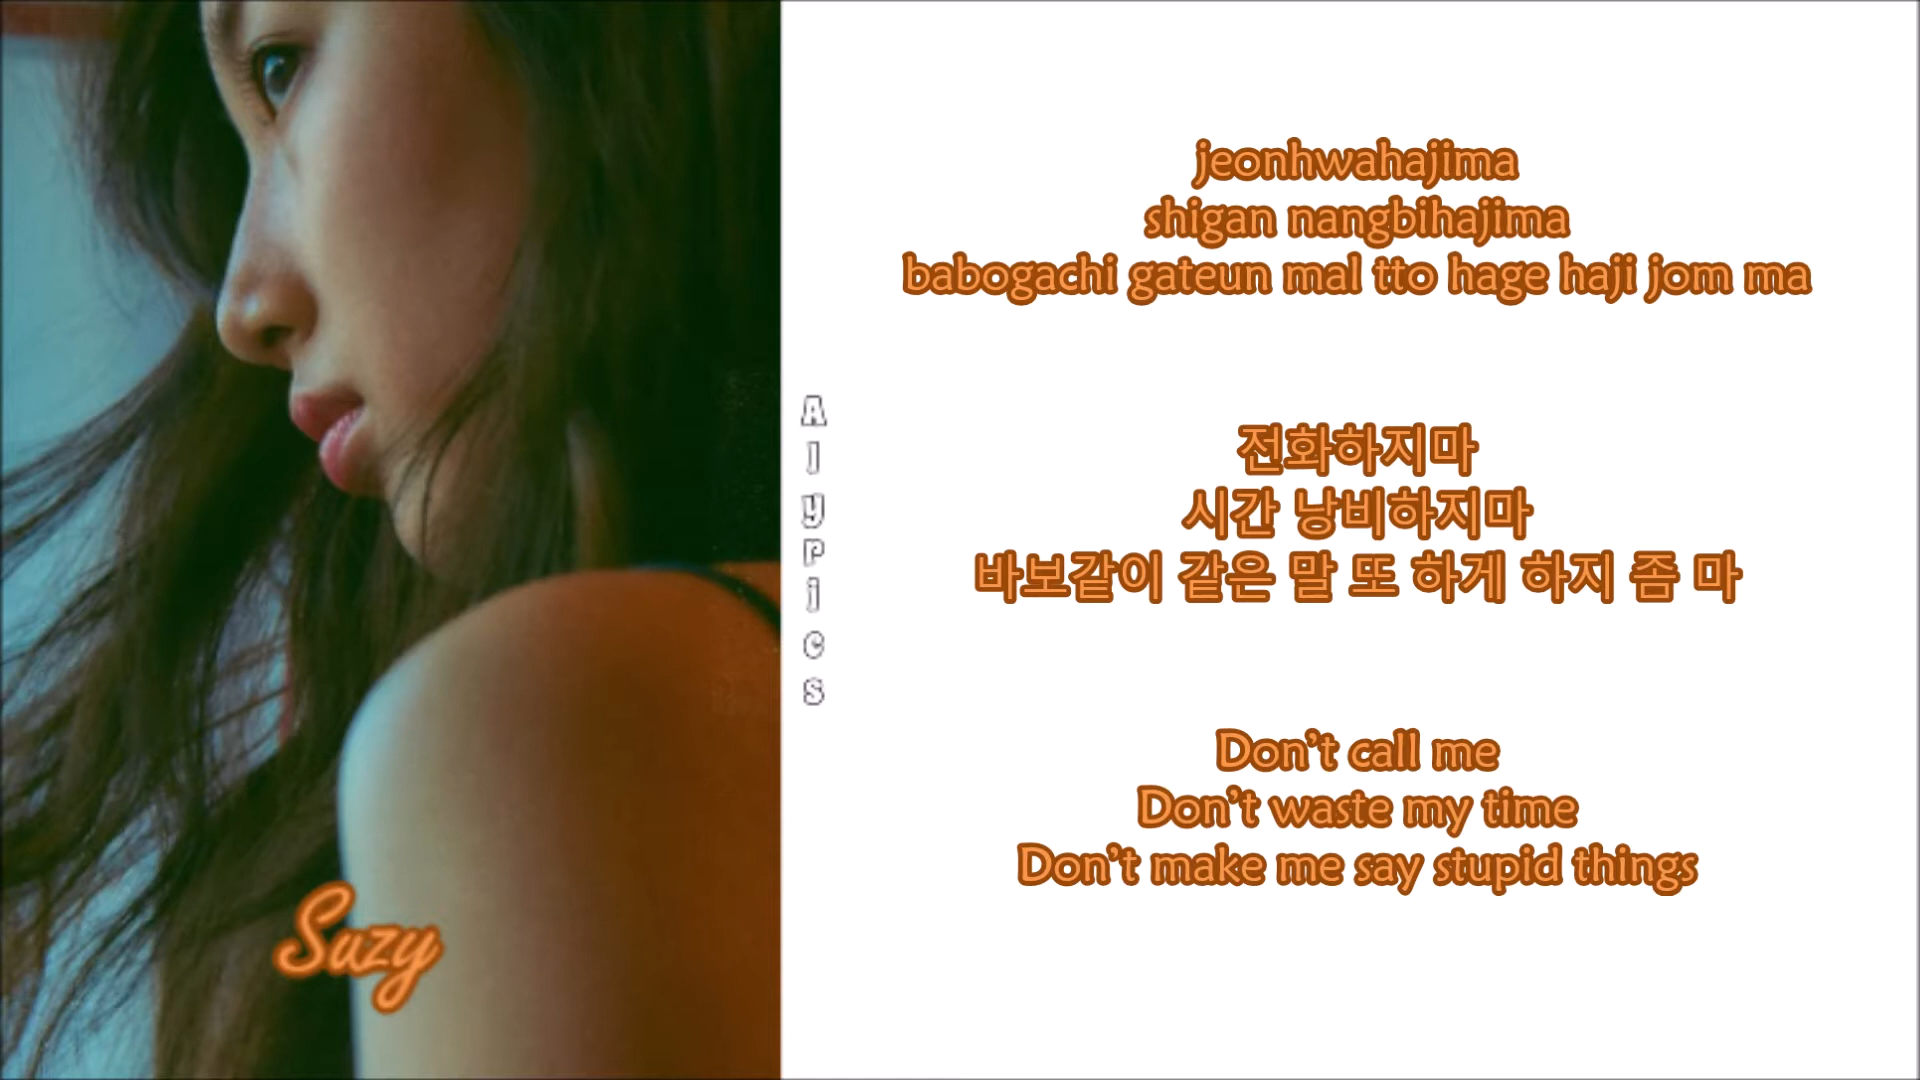 jeonhwahajima
shigan nangbihajima
babogachi gateun mal tto hage haji jom ma
전화하지마
시간 낭비하지마
바보같이 같은 말 또 하게 하지 좀 마
Don't call me
Don't waste my time
Don't make me say stupid things
Alyrics
Suzy